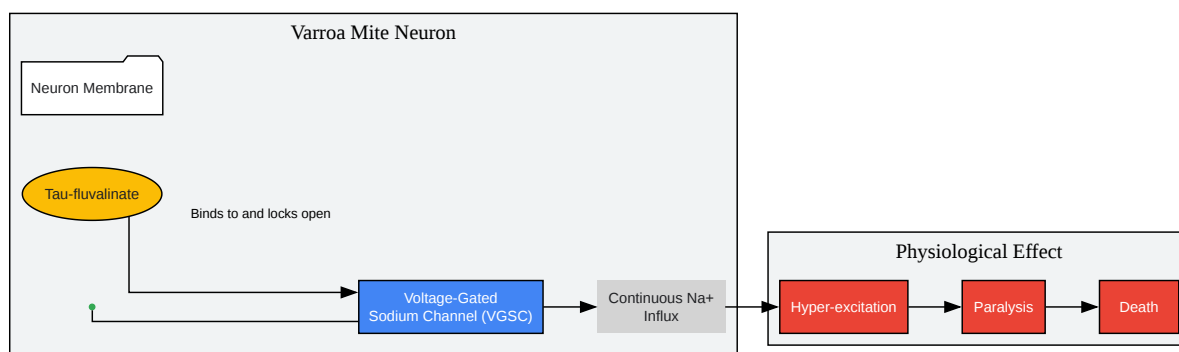 Varroa Mite Neuron
Neuron Membrane
Tau-fluvalinate
Binds to and locks open
Voltage-Gated
Sodium Channel (VGSC)
Continuous Na+
Influx
Physiological Effect
Hyper-excitation
Paralysis
Death